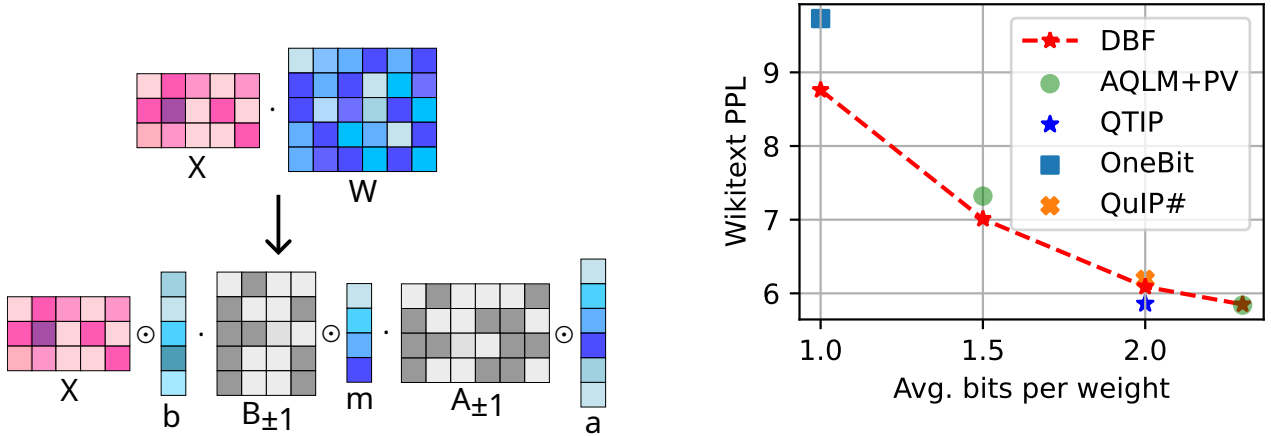 X
·
W
X
⊙
b
·
B±1
⊙
m
·
A±1
⊙
a
Wikitext PPL
9
8
7
6
1.0 1.5 2.0
Avg. bits per weight
DBF
AQLM+PV
QTIP
OneBit
QuIP#